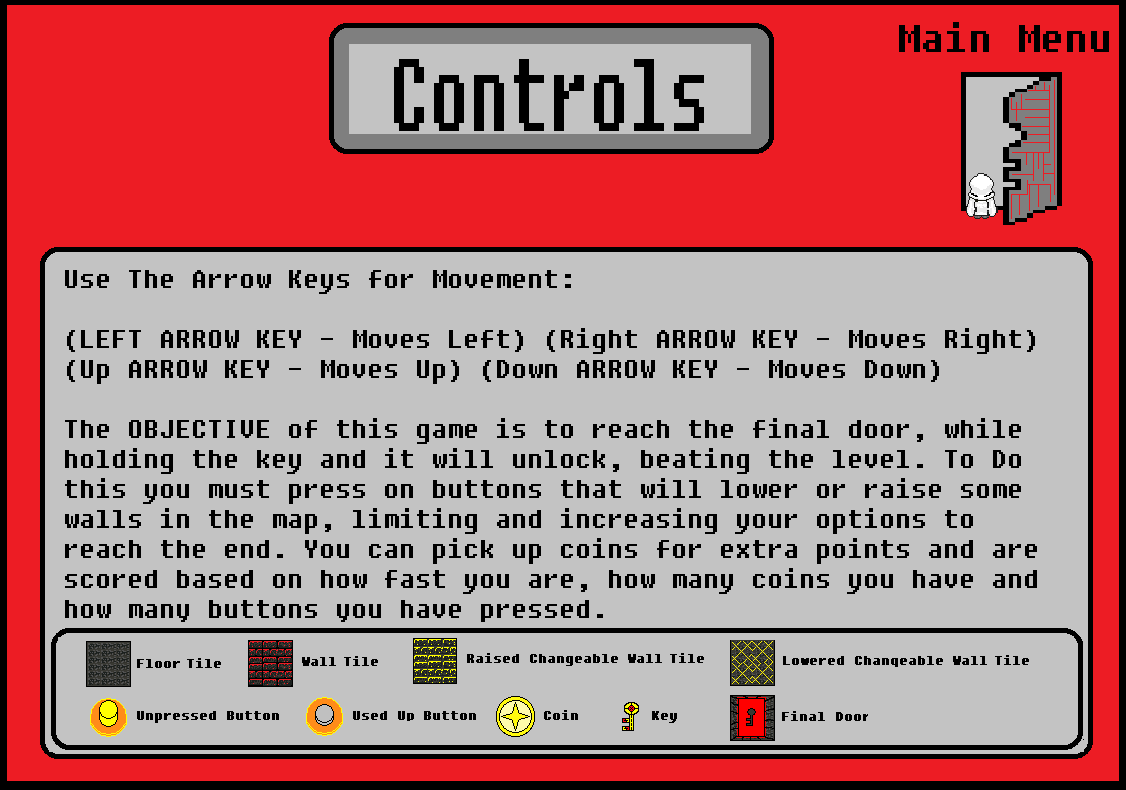 Main Menu
Controls
Use The Arrow Keys for Movement:
(LEFT ARROW KEY - Moves Left) (Right ARROW KEY - Moves Right)
(Up ARROW KEY - Moves Up) (Down ARROW KEY - Moves Down)
The OBJECTIVE of this game is to reach the final door, while
holding the key and it will unlock, beating the level. To Do
this you must press on buttons that will lower or raise some
walls in the map, limiting and increasing your options to
reach the end. You can pick up coins for extra points and are
scored based on how fast you are, how many coins you have and
how many buttons you have pressed.
Floor Tile Wall Tile Raised Changeable Wall Tile Lowered Changeable Wall Tile
Unpressed Button Used Up Button Coin Key Final Door